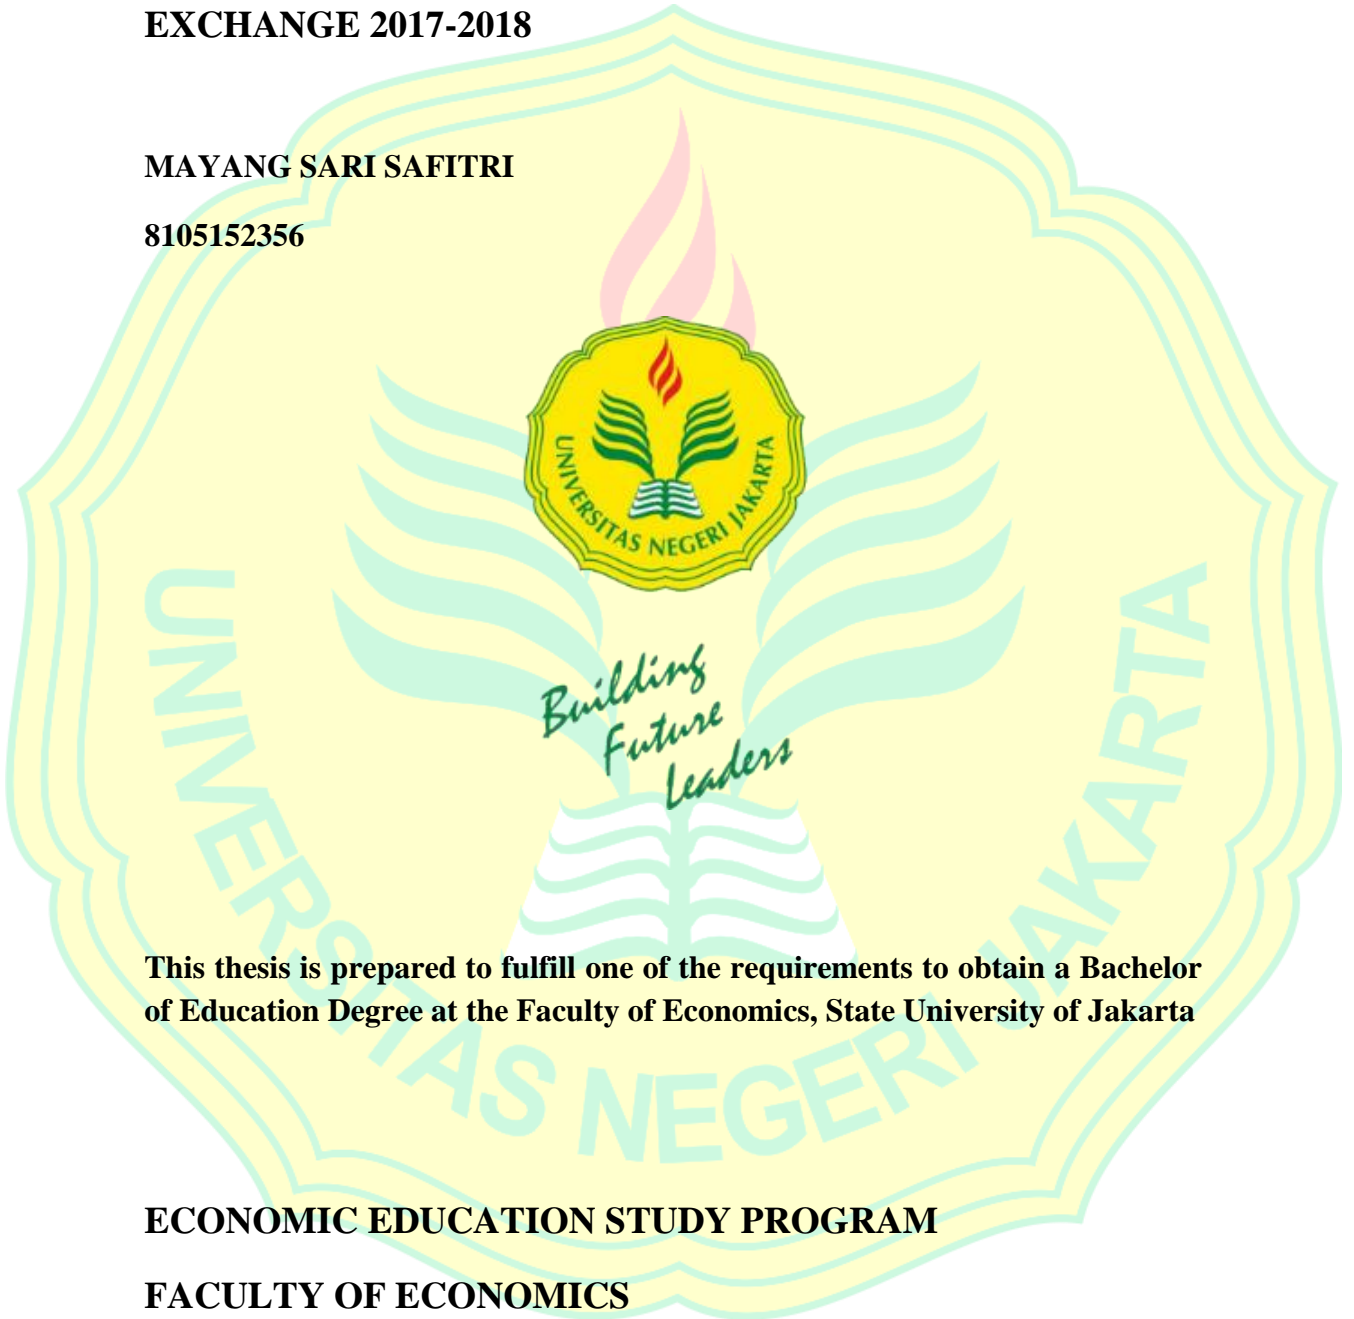 EXCHANGE 2017-2018
MAYANG SARI SAFITRI
8105152356
UNIVERSITAS NEGERI JAKARTA
Building
Future
Leaders
This thesis is prepared to fulfill one of the requirements to obtain a Bachelor
of Education Degree at the Faculty of Economics, State University of Jakarta
UNIVERSITAS NEGERI JAKARTA
ECONOMIC EDUCATION STUDY PROGRAM
FACULTY OF ECONOMICS